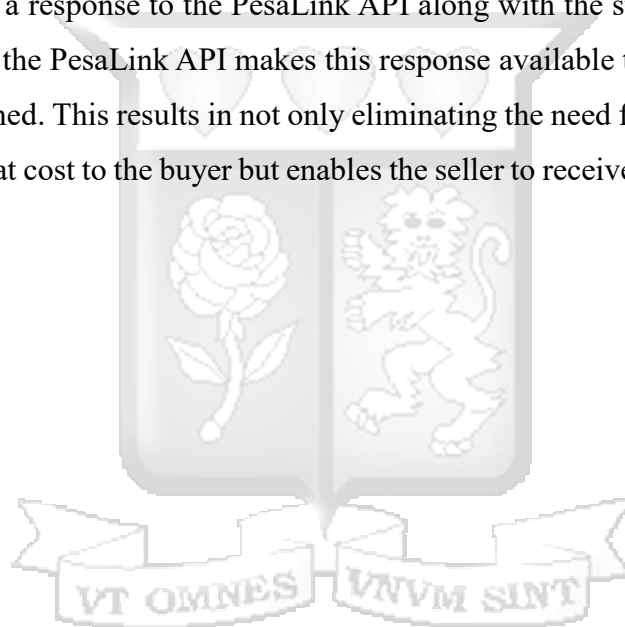 a response to the PesaLink API along with the s
the PesaLink API makes this response available t
ned. This results in not only eliminating the need f
at cost to the buyer but enables the seller to receive
VT OMNES VNVM SINT